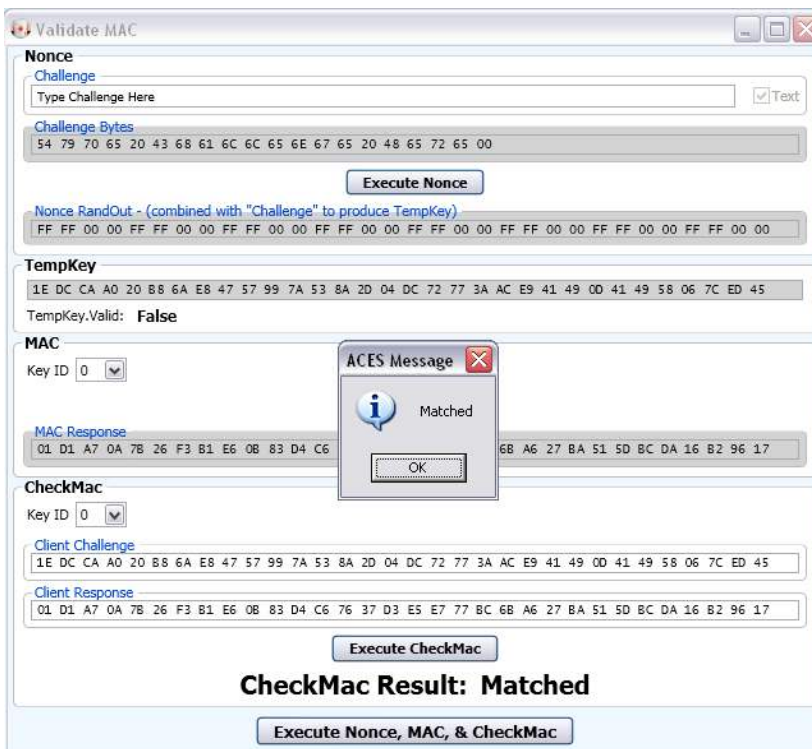 Validate MAC
Nonce
Challenge
Type Challenge Here
Text
Challenge Bytes
54 79 70 65 20 43 68 61 6C 6C 65 6E 67 65 20 48 65 72 65 00
Execute Nonce
Nonce RandOut - (combined with "Challenge" to produce TempKey)
FF FF 00 00 FF FF 00 00 FF FF 00 00 FF FF 00 00 FF FF 00 00 FF FF 00 00 FF FF 00 00 FF FF 00 00
TempKey
1E DC CA A0 20 B8 6A E8 47 57 99 7A 53 8A 2D 04 DC 72 77 3A AC E9 41 49 0D 41 49 58 06 7C ED 45
TempKey.Valid: False
MAC
Key ID 0
ACES Message
Matched
OK
MAC Response
01 D1 A7 0A 7B 26 F3 B1 E6 0B 83 D4 C6 6B A6 27 BA 51 5D BC DA 16 B2 96 17
CheckMac
Key ID 0
Client Challenge
1E DC CA A0 20 B8 6A E8 47 57 99 7A 53 8A 2D 04 DC 72 77 3A AC E9 41 49 0D 41 49 58 06 7C ED 45
Client Response
01 D1 A7 0A 7B 26 F3 B1 E6 0B 83 D4 C6 76 37 D3 E5 E7 77 BC 6B A6 27 BA 51 5D BC DA 16 B2 96 17
Execute CheckMac
CheckMac Result: Matched
Execute Nonce, MAC, & CheckMac